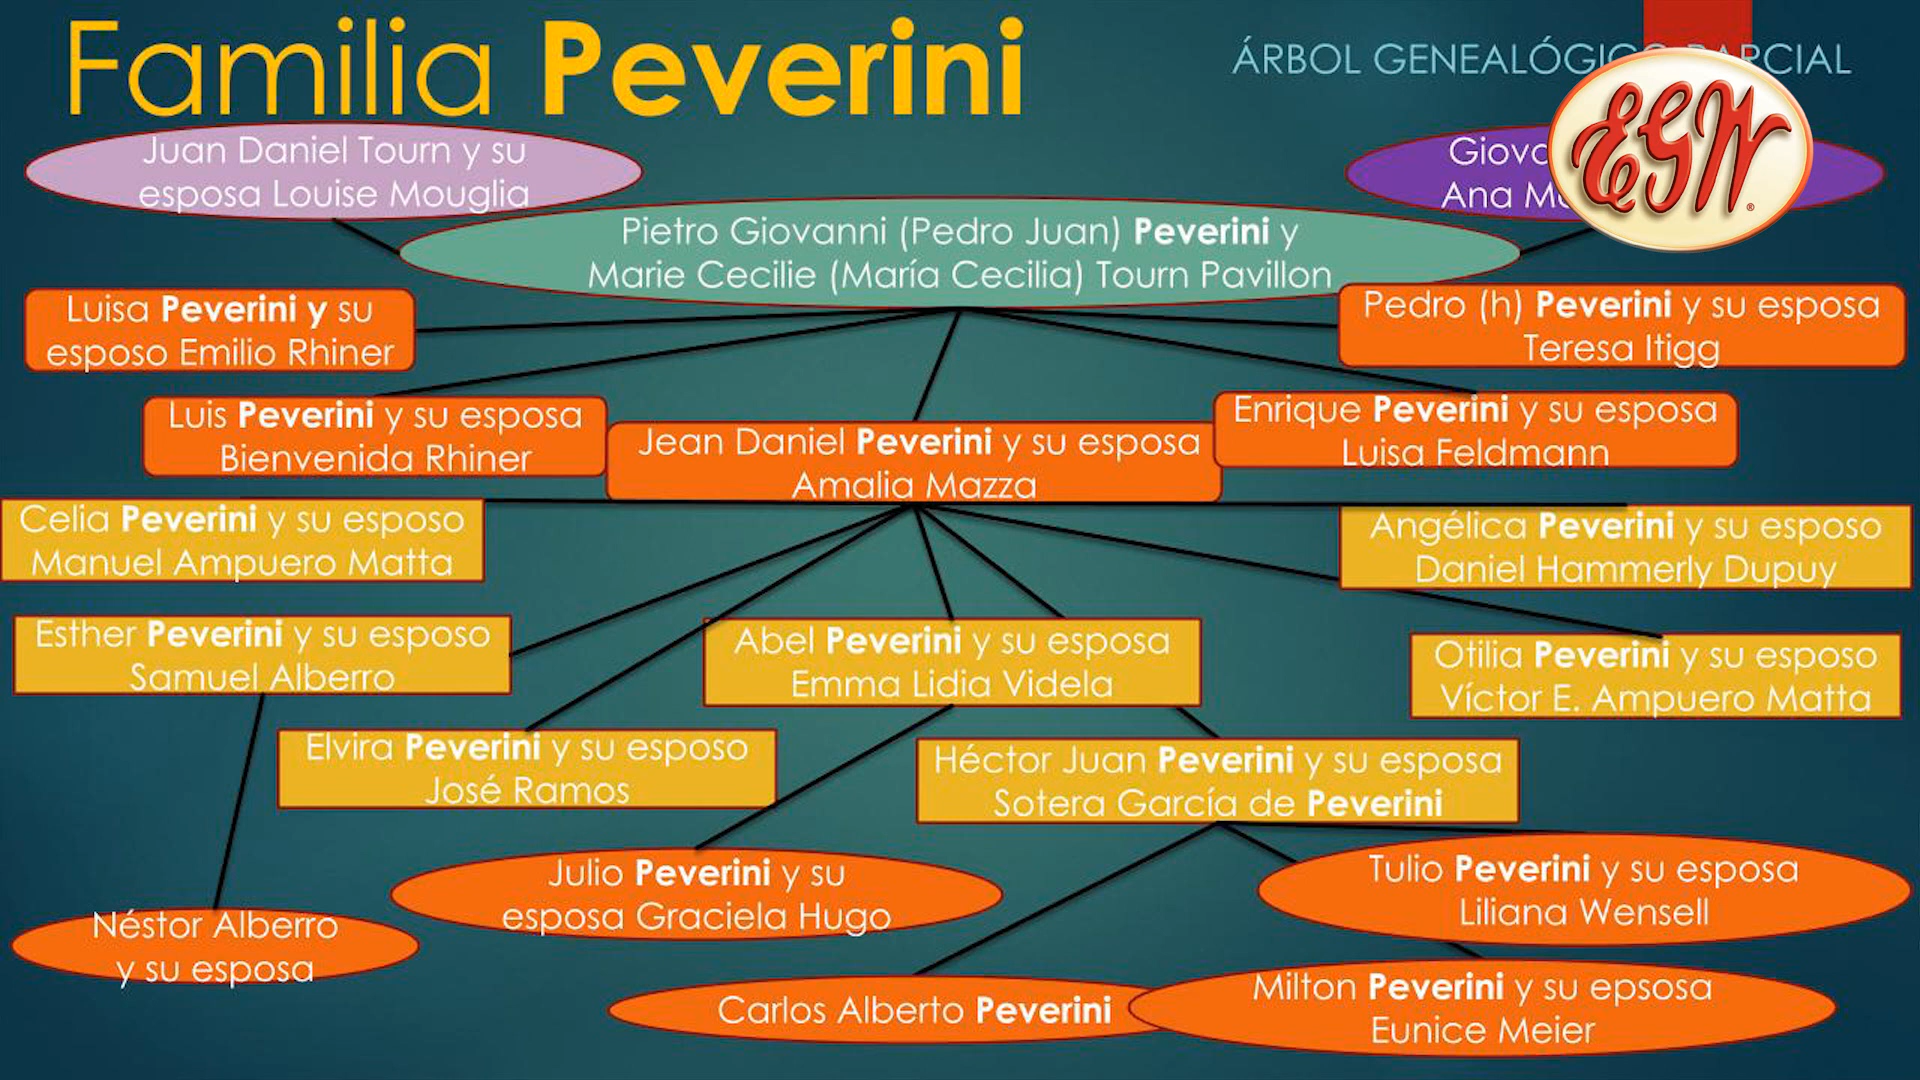 Familia Peverini
ÁRBOL GENEALÓGICO PARCIAL
Juan Daniel Tourn y su
esposa Louise Mouglia
EGW
®
Ana
Pietro Giovanni (Pedro Juan) Peverini y
Marie Cecilie (María Cecilia) Tourn Pavillon
Luisa Peverini y su
esposo Emilio Rhiner
Pedro (h) Peverini y su esposa
Teresa Itigg
Luis Peverini y su esposa
Bienvenida Rhiner
Jean Daniel Peverini y su esposa
Amalia Mazza
Enrique Peverini y su esposa
Luisa Feldmann
Celia Peverini y su esposo
Manuel Ampuero Matta
Angélica Peverini y su esposo
Daniel Hammerly Dupuy
Esther Peverini y su esposo
Samuel Alberro
Abel Peverini y su esposa
Emma Lidia Videla
Otilia Peverini y su esposo
Víctor E. Ampuero Matta
Elvira Peverini y su esposo
José Ramos
Héctor Juan Peverini y su esposa
Sotera García de Peverini
Julio Peverini y su
esposa Graciela Hugo
Tulio Peverini y su esposa
Liliana Wensell
Néstor Alberro
y su esposa
Carlos Alberto Peverini
Milton Peverini y su epsosa
Eunice Meier